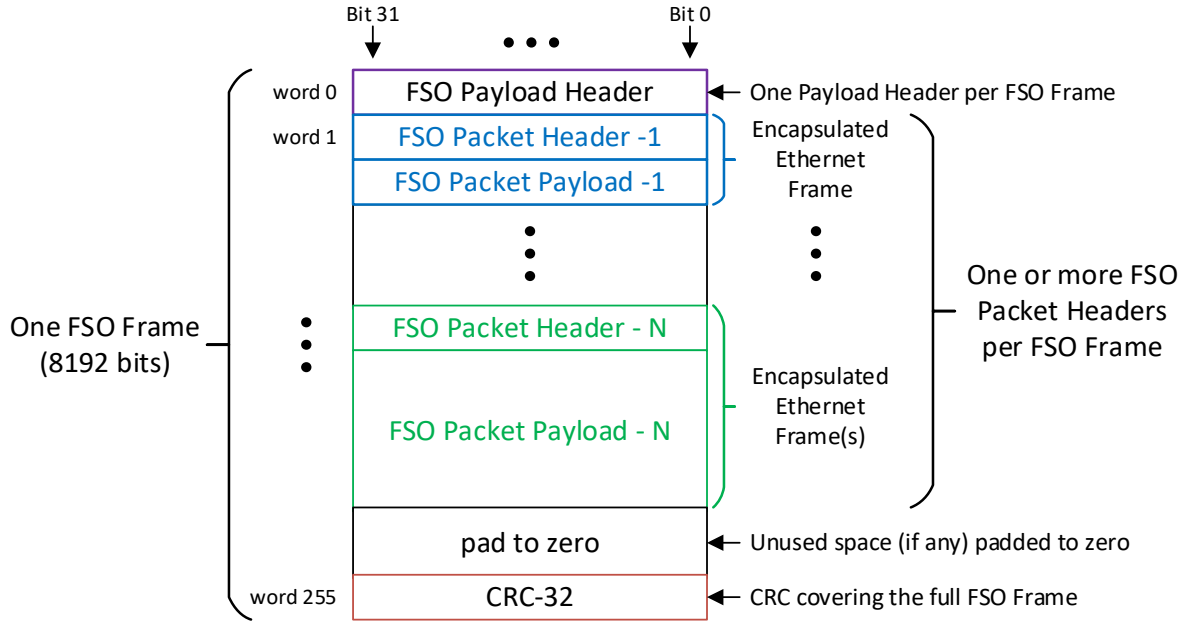 Bit 31
Bit 0
word 0
FSO Payload Header
One Payload Header per FSO Frame
word 1
FSO Packet Header -1
FSO Packet Payload -1
Encapsulated
Ethernet
Frame
One FSO Frame
(8192 bits)
FSO Packet Header - N
FSO Packet Payload - N
Encapsulated
Ethernet
Frame(s)
One or more FSO
Packet Headers
per FSO Frame
pad to zero
Unused space (if any) padded to zero
word 255
CRC-32
CRC covering the full FSO Frame